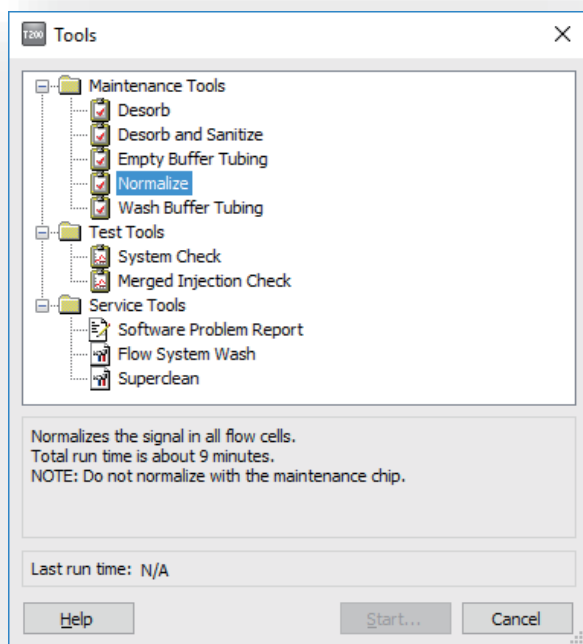 T200 Tools
Maintenance Tools
Desorb
Desorb and Sanitize
Empty Buffer Tubing
Normalize
Wash Buffer Tubing
Test Tools
System Check
Merged Injection Check
Service Tools
Software Problem Report
Flow System Wash
Superclean
Normalizes the signal in all flow cells.
Total run time is about 9 minutes.
NOTE: Do not normalize with the maintenance chip.
Last run time: N/A
Help Start... Cancel